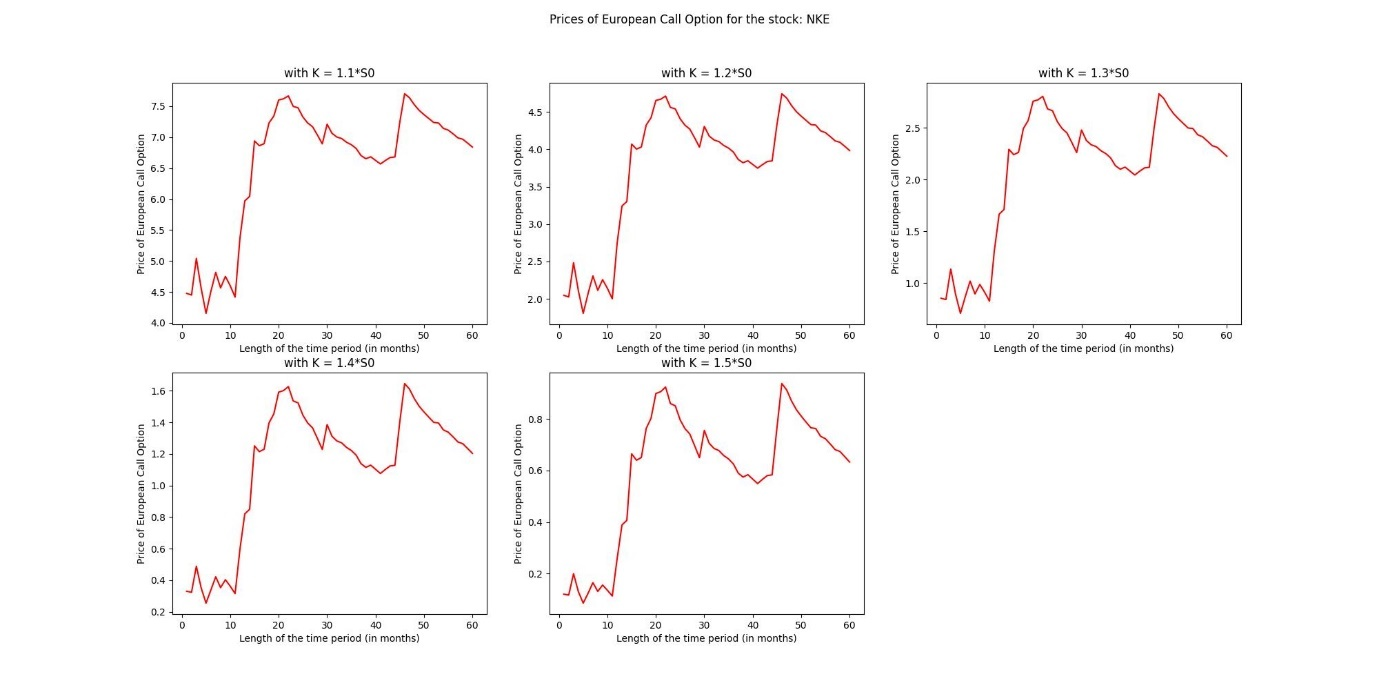 Prices of European Call Option for the stock: NKE
with K = 1.1*S0
Price of European Call Option
7.5
7.0
6.5
6.0
5.5
5.0
4.5
4.0
0 10 20 30 40 50 60
Length of the time period (in months)
with K = 1.2*S0
Price of European Call Option
4.5
4.0
3.5
3.0
2.5
2.0
0 10 20 30 40 50 60
Length of the time period (in months)
with K = 1.3*S0
Price of European Call Option
2.5
2.0
1.5
1.0
0 10 20 30 40 50 60
Length of the time period (in months)
with K = 1.4*S0
Price of European Call Option
1.6
1.4
1.2
1.0
0.8
0.6
0.4
0.2
0 10 20 30 40 50 60
Length of the time period (in months)
with K = 1.5*S0
Price of European Call Option
0.8
0.6
0.4
0.2
0 10 20 30 40 50 60
Length of the time period (in months)